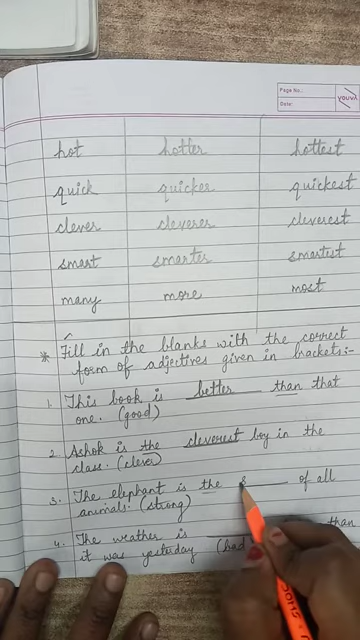 Page No.:
Date:
YOUVA
hot hotter hottest
quick quicker quickest
clever cleverer cleverest
smart smarter smartest
many more most
* Fill in the blanks with the correct
form of adjectives given in brackets:-
1. This book is better than that
one. (good)
2. Ashok is the cleverest boy in the
class. (clever)
3. The elephant is the s of all
animals. (strong)
4. The weather is than
it was yesterday (bad